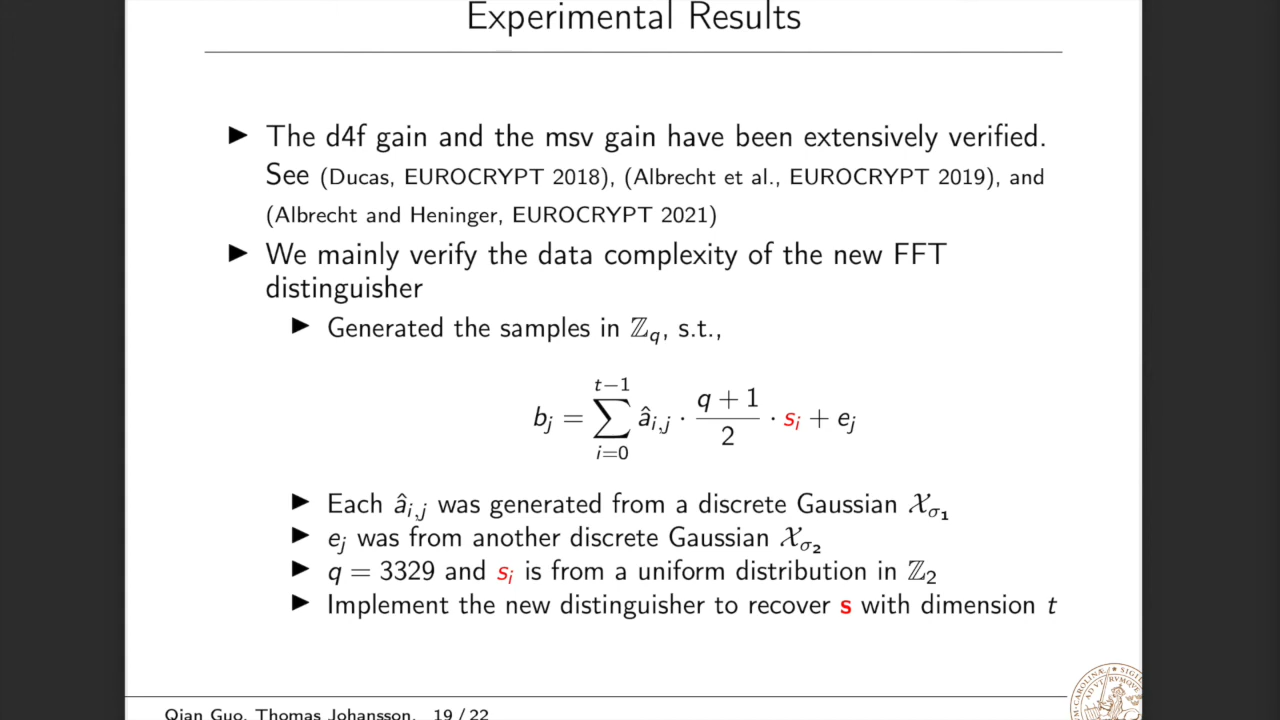 Experimental Results
▶ The d4f gain and the msv gain have been extensively verified.
See (Ducas, EUROCRYPT 2018), (Albrecht et al., EUROCRYPT 2019), and
(Albrecht and Heninger, EUROCRYPT 2021)
▶ We mainly verify the data complexity of the new FFT
distinguisher
▶ Generated the samples in ℤ_q, s.t.,
b_j = ∑_{i=0}^{t−1} â_{i,j} · (q + 1)/2 · s_i + e_j
▶ Each â_{i,j} was generated from a discrete Gaussian 𝒳_{σ_1}
▶ e_j was from another discrete Gaussian 𝒳_{σ_2}
▶ q = 3329 and s_i is from a uniform distribution in ℤ_2
▶ Implement the new distinguisher to recover s with dimension t
Qian Guo, Thomas Johansson, 19 / 22